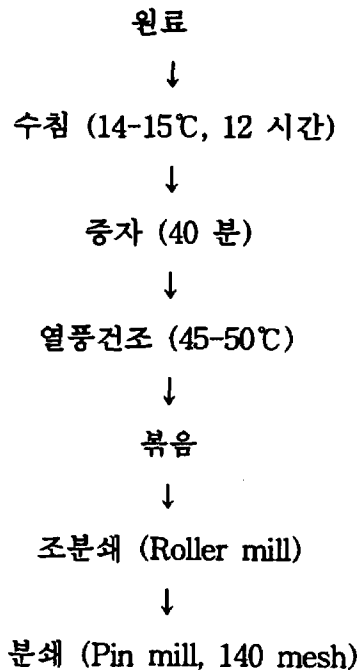 원료
↓
수침 (14-15℃, 12 시간)
↓
증자 (40 분)
↓
열풍건조 (45-50℃)
↓
볶음
↓
조분쇄 (Roller mill)
↓
분쇄 (Pin mill, 140 mesh)